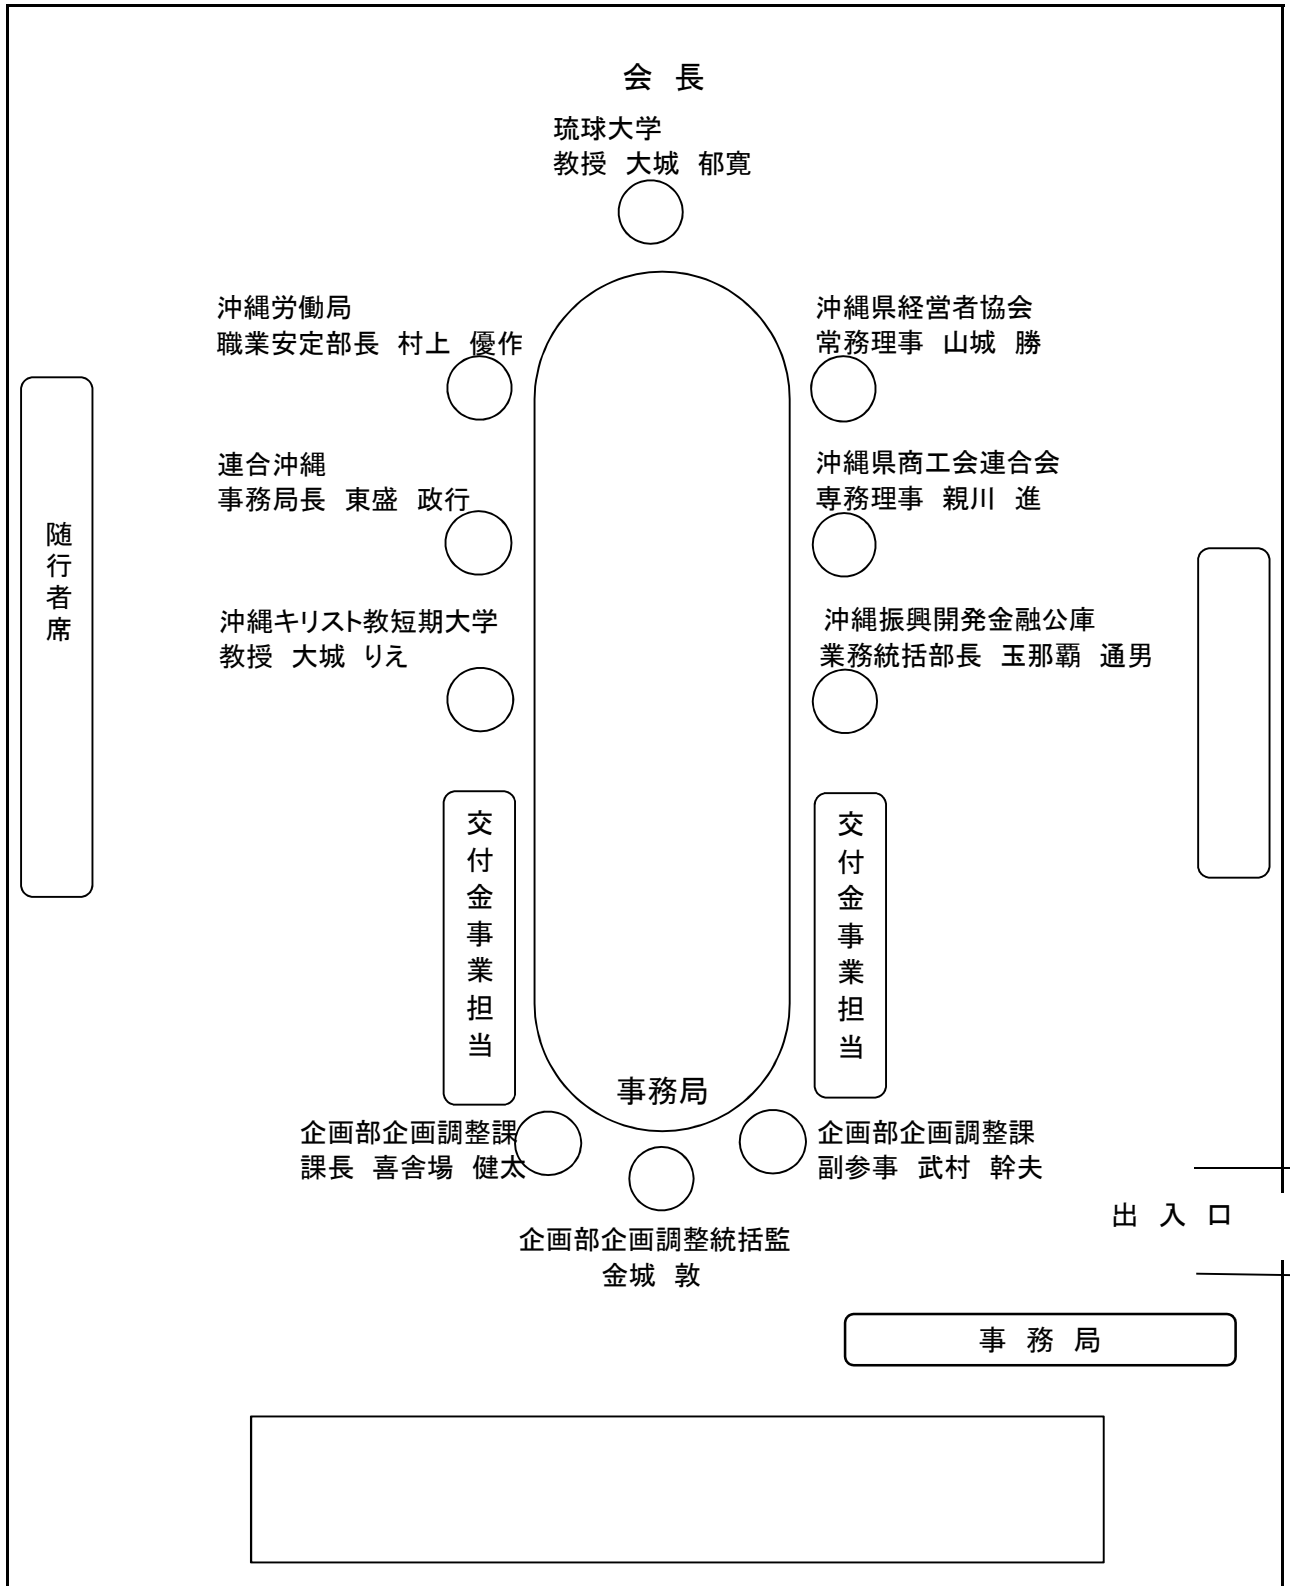 会 長
琉球大学
教授 大城 郁寛
沖縄労働局
職業安定部長 村上 優作
沖縄県経営者協会
常務理事 山城 勝
連合沖縄
事務局長 東盛 政行
沖縄県商工会連合会
専務理事 親川 進
随行者席
沖縄キリスト教短期大学
教授 大城 りえ
沖縄振興開発金融公庫
業務統括部長 玉那覇 通男
交付金事業担当
交付金事業担当
事務局
企画部企画調整課
課長 喜舎場 健太
企画部企画調整課
副参事 武村 幹夫
企画部企画調整統括監
金城 敦
出 入 口
事 務 局